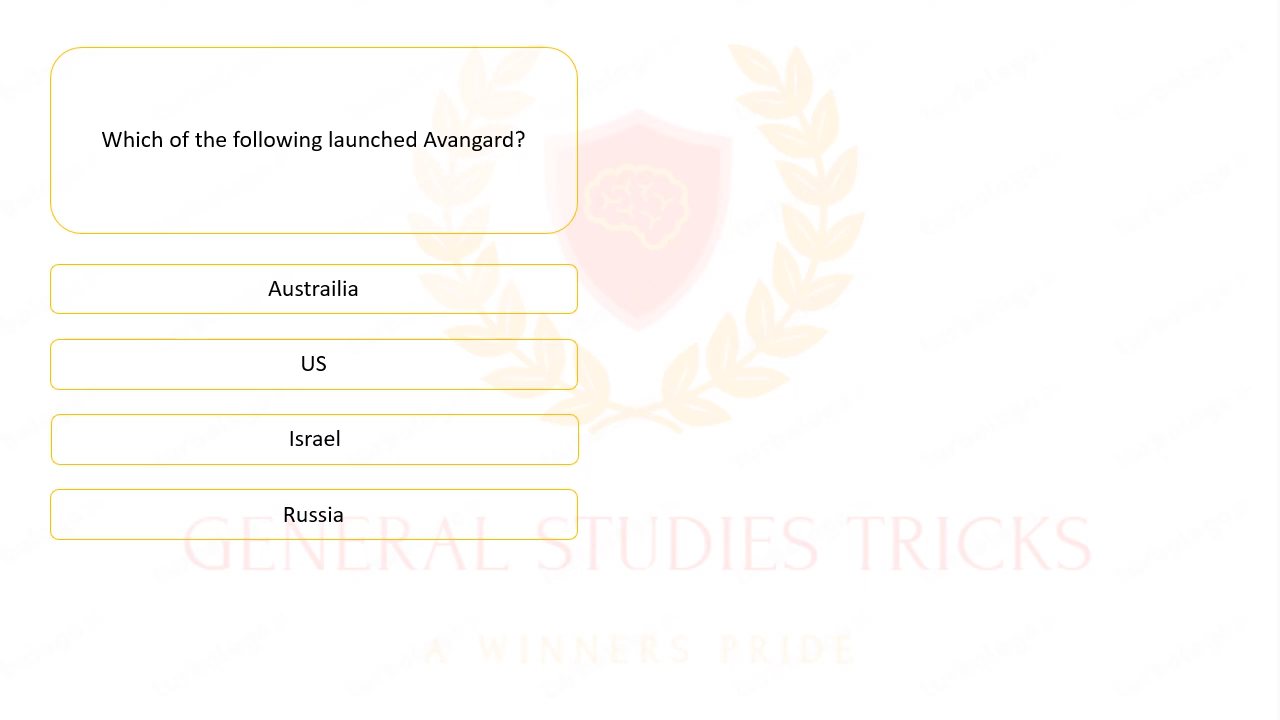 Which of the following launched Avangard?
Austrailia
US
Israel
Russia
GENERAL STUDIES TRICKS
A WINNERS PRIDE